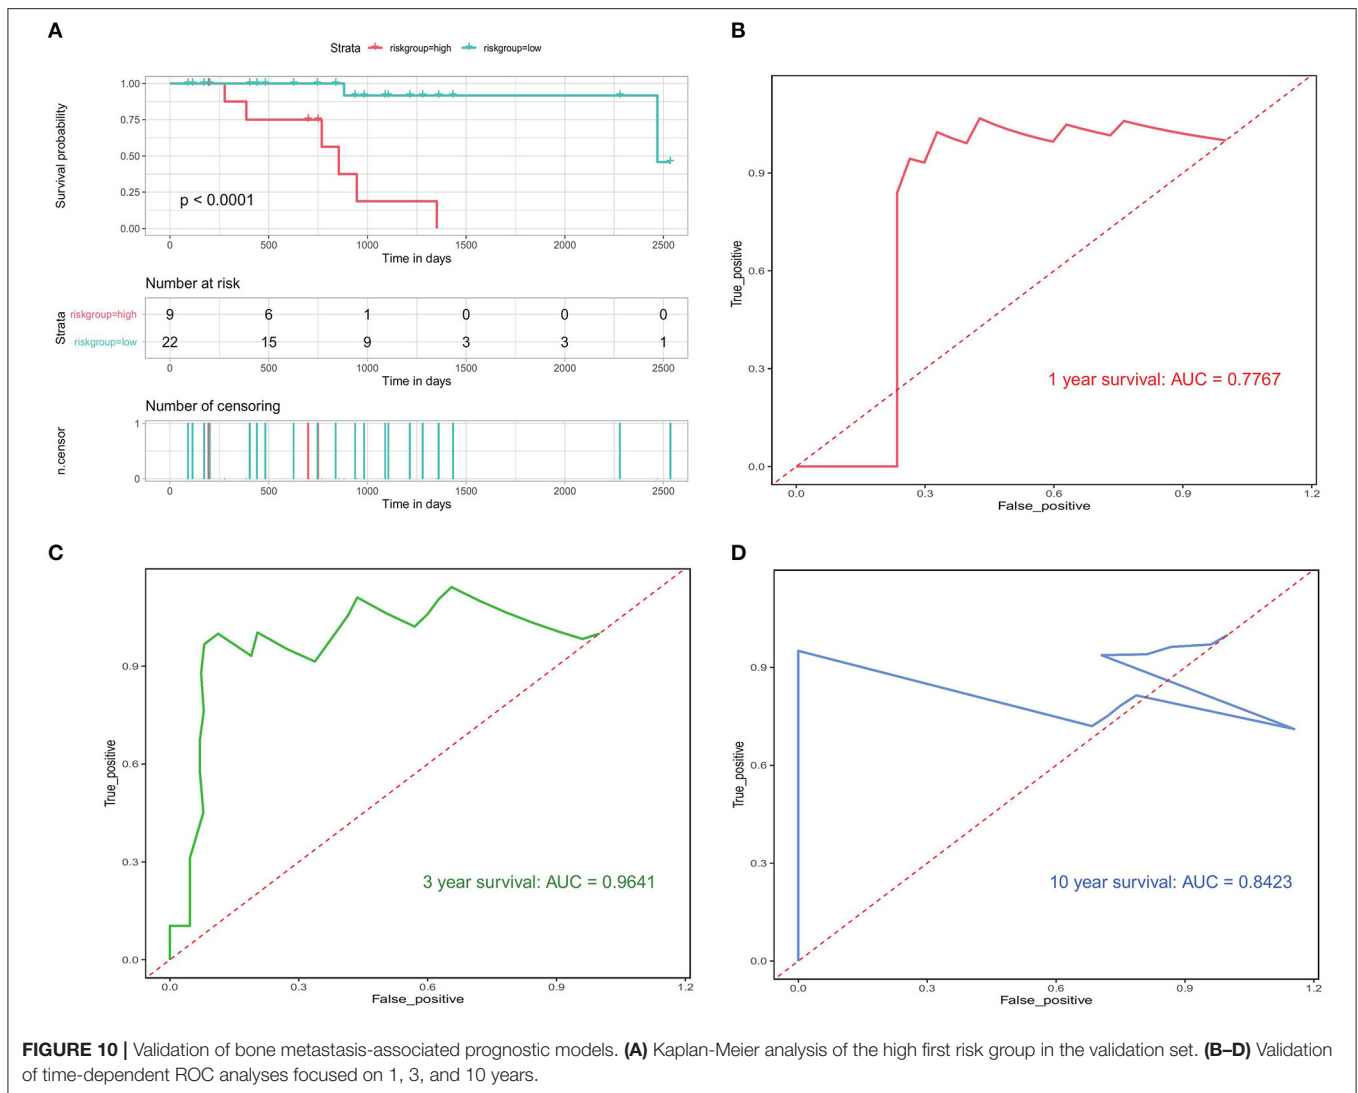 A
Strata riskgroup=high riskgroup=low
Survival probability
1.00
0.75
0.50
0.25
0.00
p < 0.0001
0 500 1000 1500 2000 2500
Time in days
Number at risk
Strata
riskgroup=high 9 6 1 0 0 0
riskgroup=low 22 15 9 3 3 1
0 500 1000 1500 2000 2500
Time in days
Number of censoring
n.censor
1
0
0 500 1000 1500 2000 2500
Time in days
B
True_positive
0.9
0.6
0.3
0.0
1 year survival: AUC = 0.7767
0.0 0.3 0.6 0.9 1.2
False_positive
C
True_positive
0.9
0.6
0.3
0.0
3 year survival: AUC = 0.9641
0.0 0.3 0.6 0.9 1.2
False_positive
D
True_positive
0.9
0.6
0.3
0.0
10 year survival: AUC = 0.8423
0.0 0.3 0.6 0.9 1.2
False_positive
FIGURE 10 | Validation of bone metastasis-associated prognostic models. (A) Kaplan-Meier analysis of the high first risk group in the validation set. (B–D) Validation
of time-dependent ROC analyses focused on 1, 3, and 10 years.